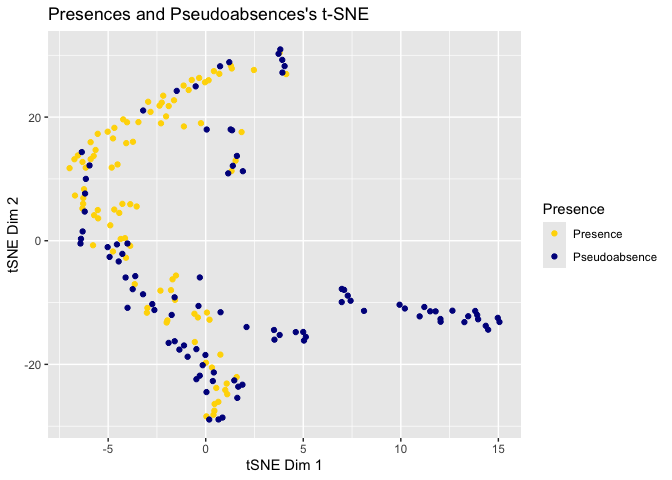 Presences and Pseudoabsences's t-SNE
20
0
-20
tSNE Dim 2
-5
0
5
10
15
tSNE Dim 1
Presence
Presence
Pseudoabsence